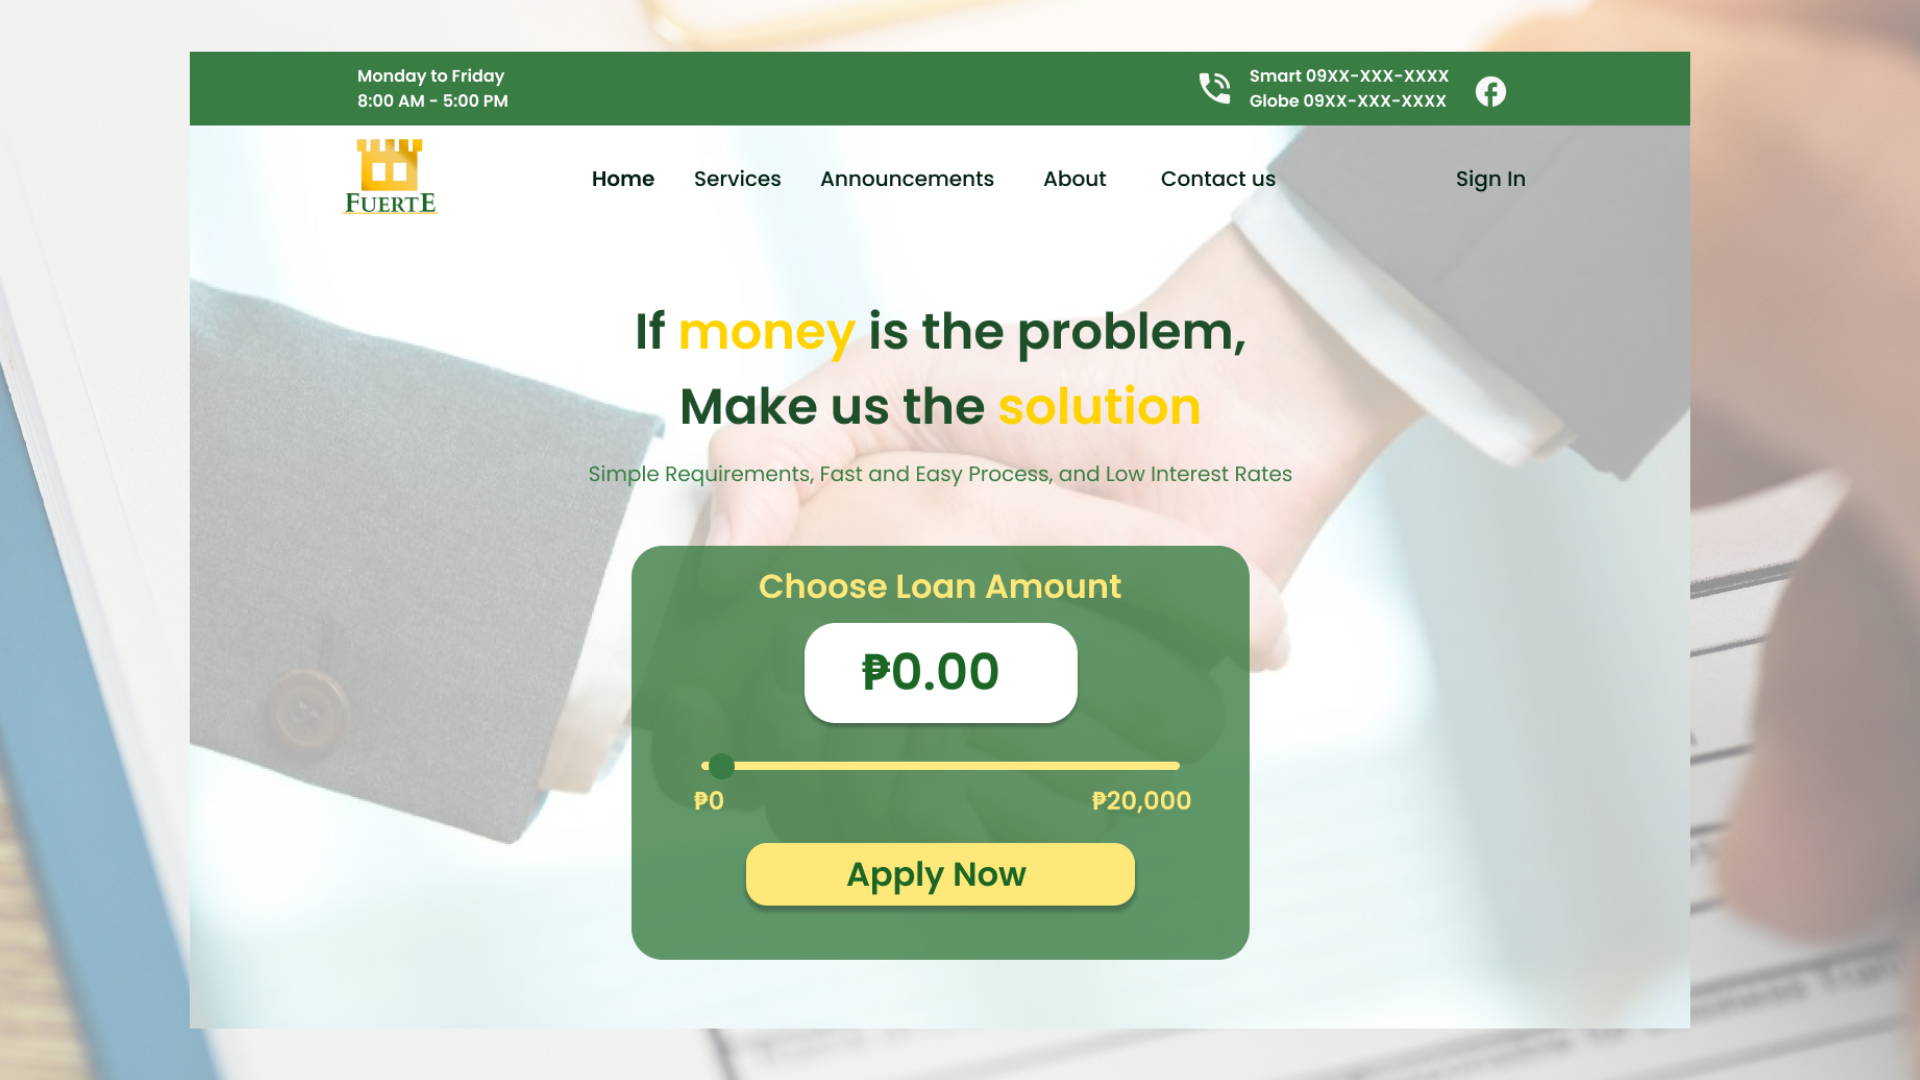 Monday to Friday
8:00 AM - 5:00 PM
Smart 09XX-XXX-XXXX
Globe 09XX-XXX-XXXX
FUERTE
Home
Services
Announcements
About
Contact us
Sign In
If money is the problem,
Make us the solution
Simple Requirements, Fast and Easy Process, and Low Interest Rates
Choose Loan Amount
₱0.00
₱0
₱20,000
Apply Now